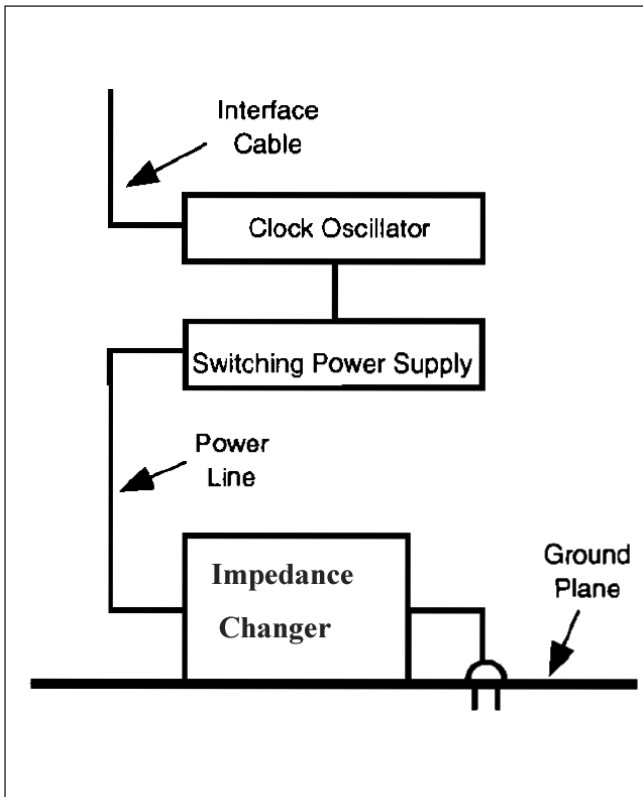 Interface
Cable
Clock Oscillator
Switching Power Supply
Power
Line
Impedance
Changer
Ground
Plane